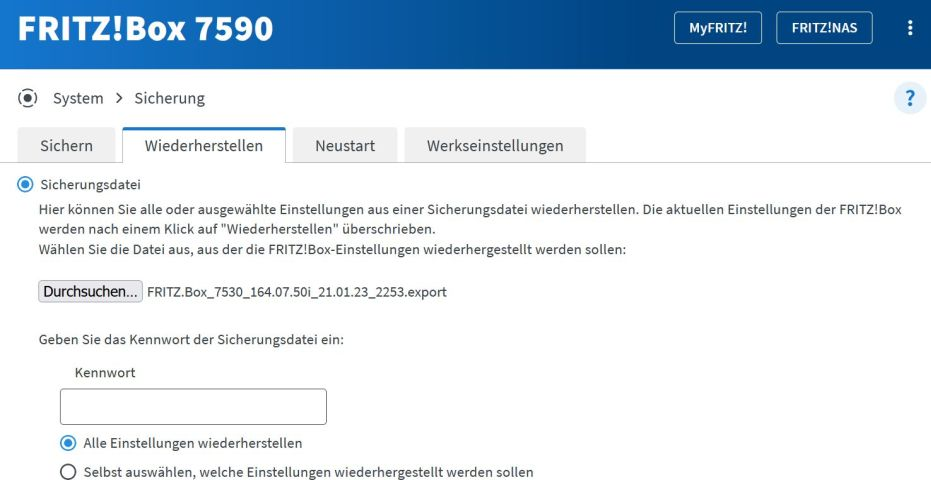 FRITZ!Box 7590
MyFRITZ!
FRITZ!NAS
System > Sicherung
?
Sichern
Wiederherstellen
Neustart
Werkseinstellungen
Sicherungsdatei
Hier können Sie alle oder ausgewählte Einstellungen aus einer Sicherungsdatei wiederherstellen. Die aktuellen Einstellungen der FRITZ!Box
werden nach einem Klick auf "Wiederherstellen" überschrieben.
Wählen Sie die Datei aus, aus der die FRITZ!Box-Einstellungen wiederhergestellt werden sollen:
Durchsuchen... FRITZ.Box_7530_164.07.50i_21.01.23_2253.export
Geben Sie das Kennwort der Sicherungsdatei ein:
Kennwort
Alle Einstellungen wiederherstellen
Selbst auswählen, welche Einstellungen wiederhergestellt werden sollen